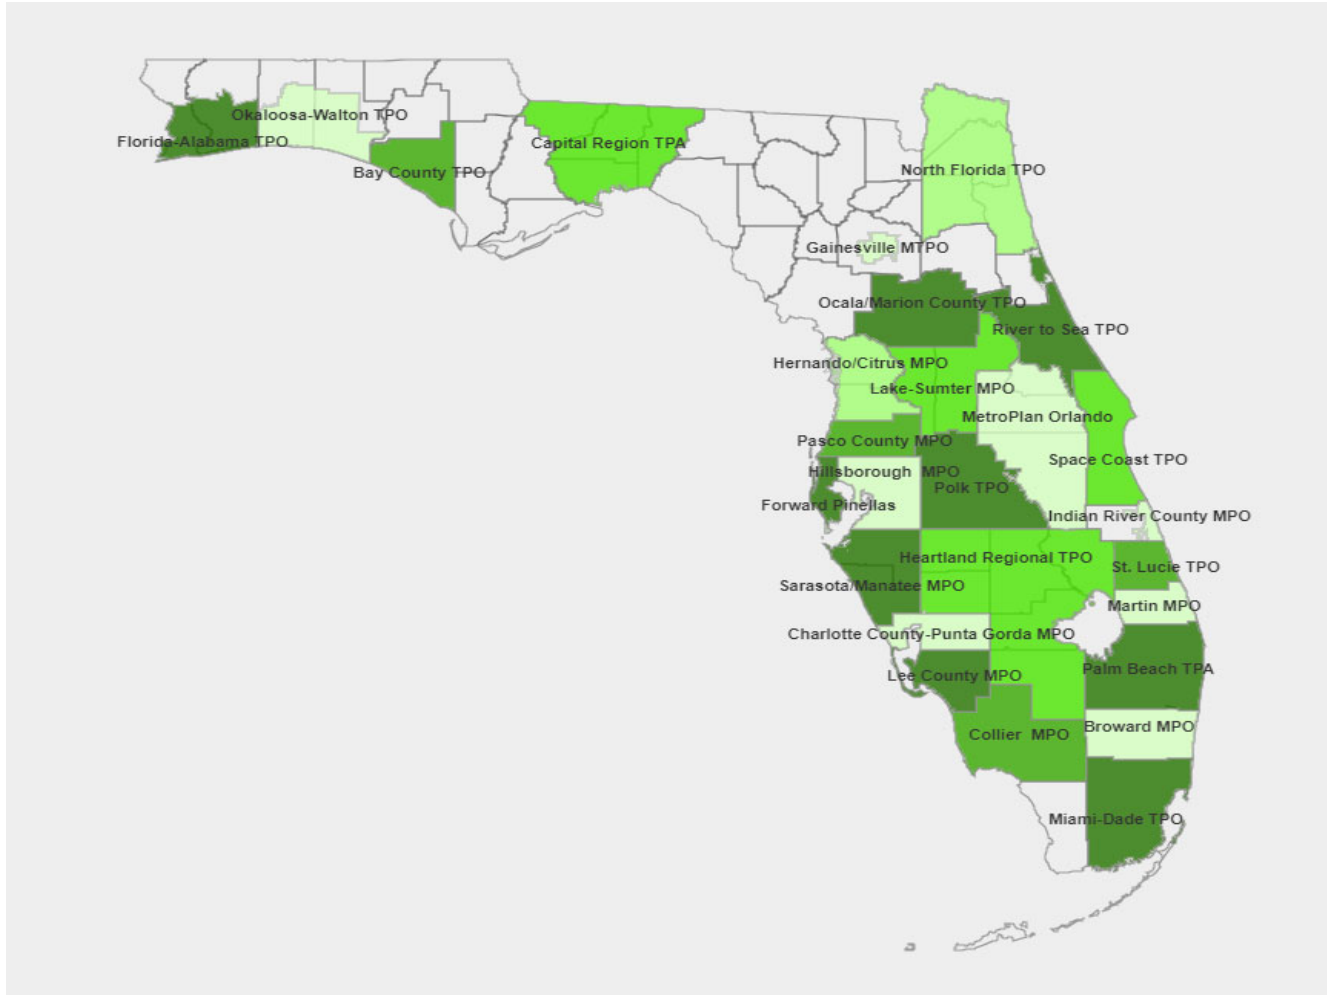 Okaloosa-Walton TPO
Florida-Alabama TPO
Capital Region TPA
Bay County TPO
North Florida TPO
Gainesville MTPO
Ocala/Marion County TPO
River to Sea TPO
Hernando/Citrus MPO
Lake-Sumter MPO
MetroPlan Orlando
Pasco County MPO
Space Coast TPO
Hillsborough MPO
Polk TPO
Forward Pinellas
Indian River County MPO
Heartland Regional TPO
St. Lucie TPO
Sarasota/Manatee MPO
Martin MPO
Charlotte County-Punta Gorda MPO
Palm Beach TPA
Lee County MPO
Broward MPO
Collier MPO
Miami-Dade TPO